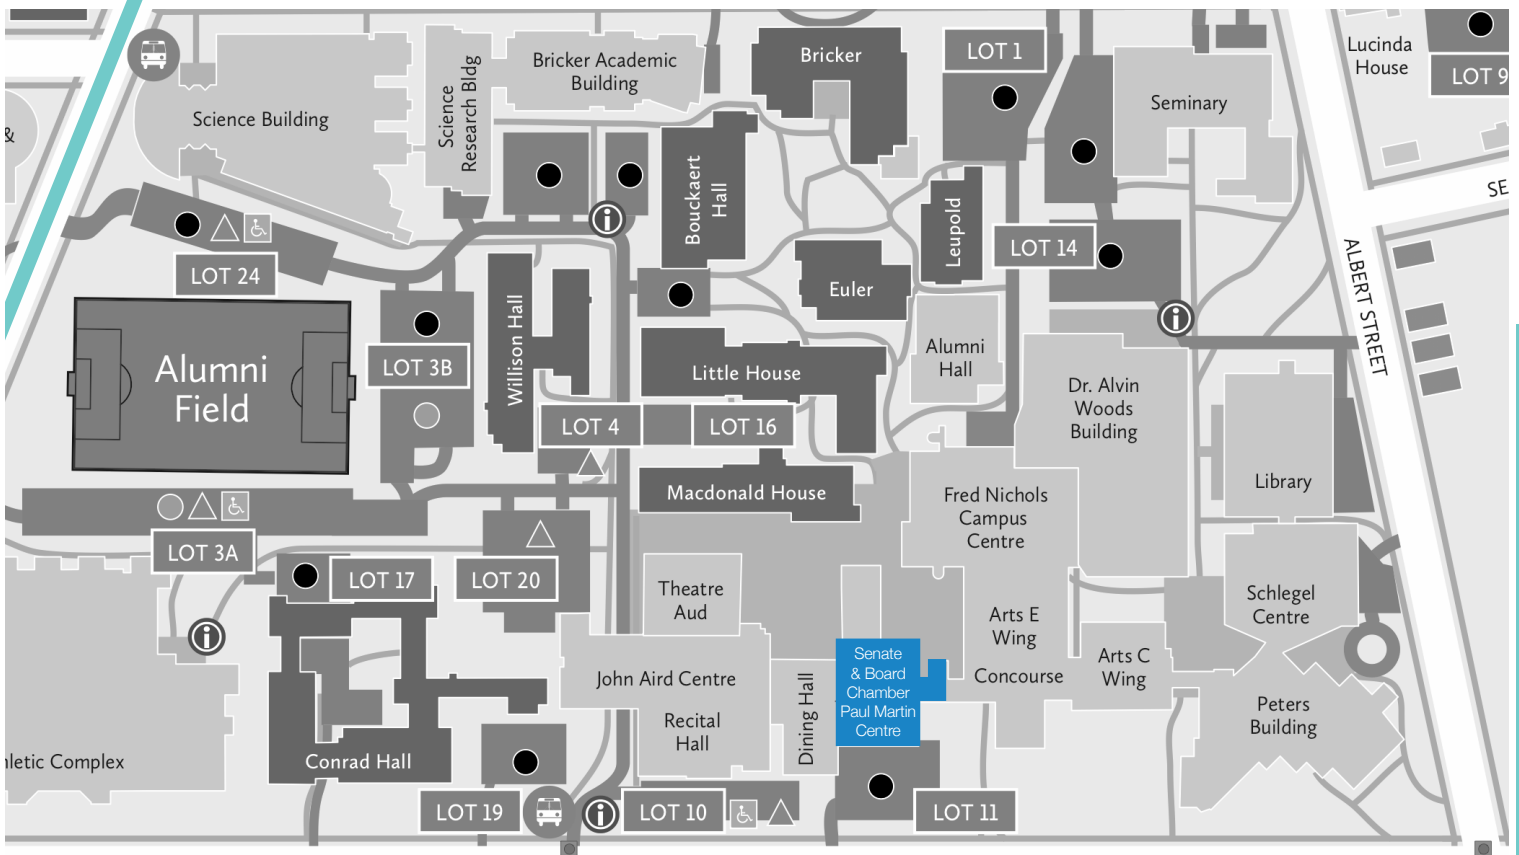 Bricker
Lucinda
House
LOT 1
Bricker Academic
Building
Science
Research Bldg
LOT 9
Seminary
Science Building
&
SE
Bouckaert
Hall
Leupold
LOT 14
LOT 24
Euler
ALBERT STREET
Willison Hall
Alumni
Field
LOT 3B
Little House
Alumni
Hall
Dr. Alvin
Woods
Building
LOT 4
LOT 16
Library
Macdonald House
Fred Nichols
Campus
Centre
LOT 3A
LOT 17
LOT 20
Theatre
Aud
Schlegel
Centre
Arts E
Wing
Senate
& Board
Chamber
Paul Martin
Centre
Concourse
Arts C
Wing
John Aird Centre
Recital
Hall
Dining Hall
Peters
Building
hletic Complex
Conrad Hall
LOT 19
LOT 10
LOT 11